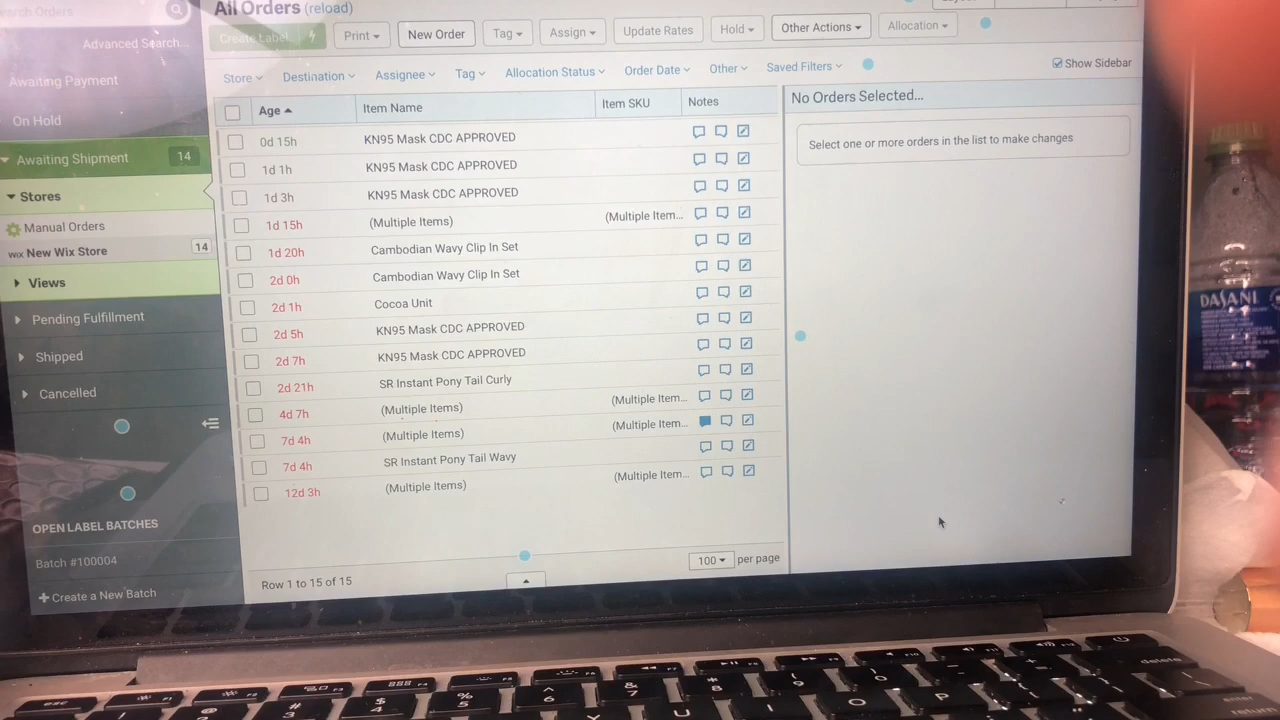 All Orders (reload)
Search Orders
Advanced Search...
Create Label
Print
New Order
Tag
Assign
Update Rates
Hold
Other Actions
Allocation
Awaiting Payment
On Hold
Awaiting Shipment 14
Stores
Manual Orders
WIX New Wix Store 14
Views
Pending Fulfillment
Shipped
Cancelled
OPEN LABEL BATCHES
Batch #100004
+ Create a New Batch
Store Destination Assignee Tag Allocation Status Order Date Other Saved Filters
Show Sidebar
Age Item Name Item SKU Notes
0d 15h KN95 Mask CDC APPROVED
1d 1h KN95 Mask CDC APPROVED
1d 3h KN95 Mask CDC APPROVED
1d 15h (Multiple Items) (Multiple Item...
1d 20h Cambodian Wavy Clip In Set
2d 0h Cambodian Wavy Clip In Set
2d 1h Cocoa Unit
2d 5h KN95 Mask CDC APPROVED
2d 7h KN95 Mask CDC APPROVED
2d 21h SR Instant Pony Tail Curly
4d 7h (Multiple Items) (Multiple Item...
7d 4h (Multiple Items) (Multiple Item...
7d 4h SR Instant Pony Tail Wavy
12d 3h (Multiple Items) (Multiple Item...
Row 1 to 15 of 15
100 per page
No Orders Selected...
Select one or more orders in the list to make changes
DASANI
esc
delete
enter
return